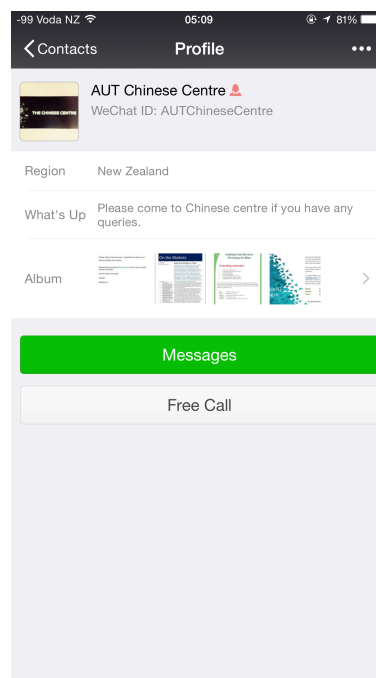 -99 Voda NZ 05:09 81%
Contacts Profile
AUT Chinese Centre
THE CHINESE CENTRE
WeChat ID: AUTChineseCentre
Region New Zealand
What's Up Please come to Chinese centre if you have any
queries.
Album
On the Markets
Messages
Free Call